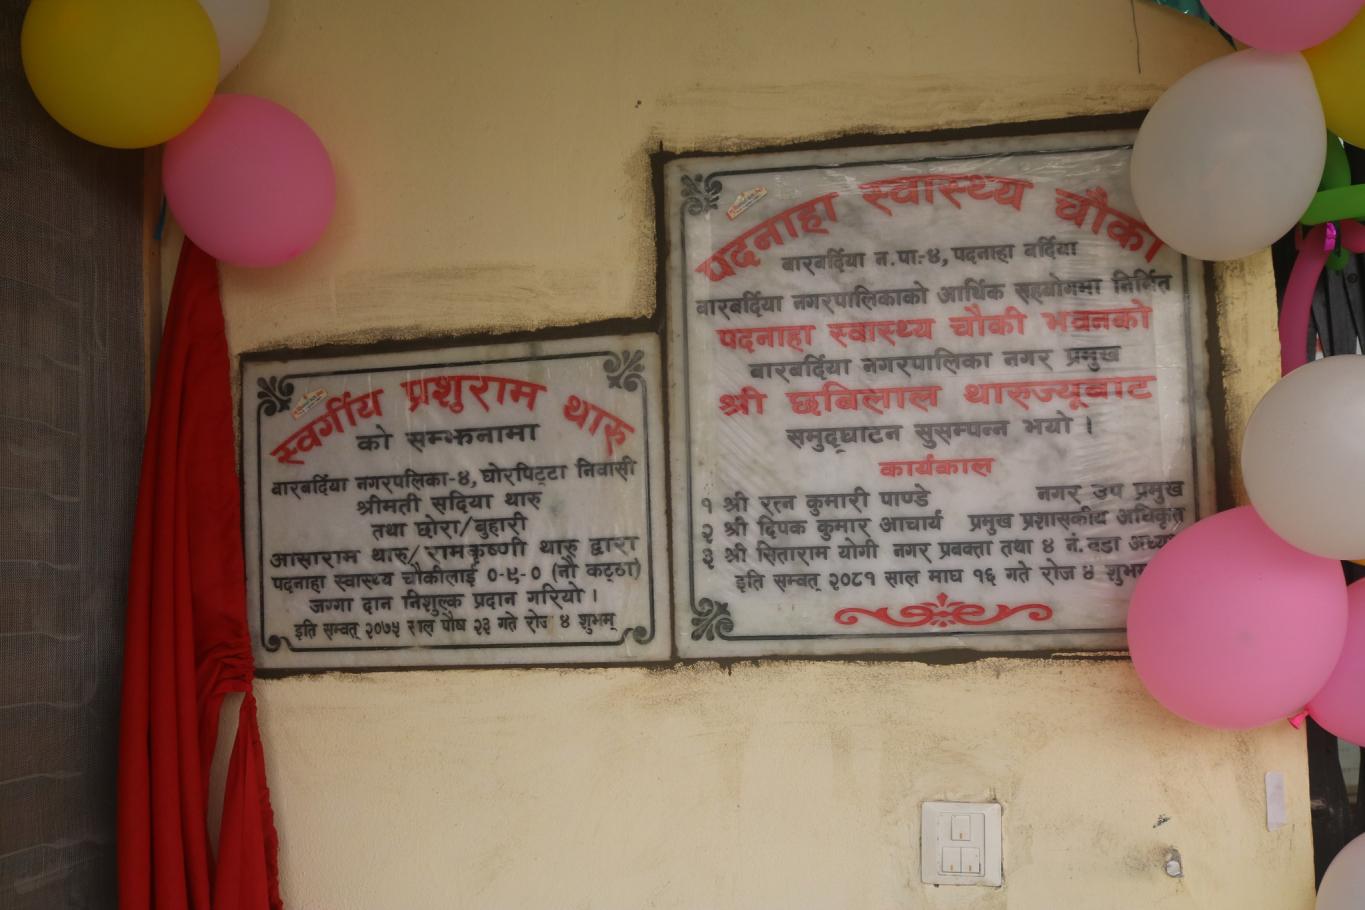 स्वर्गीय प्रशुराम थारु
को सम्झनामा
बारबर्दिया नगरपलिका-४, घोरपिट्टा निवासी
श्रीमती सदिया थारु
तथा छोरा/बुहारी
आसाराम थारु/रामकृष्णी थारु द्वारा
पदनाहा स्वास्थ्य चौकीलाई ०-९-० (नौ कट्ठा)
जग्गा दान निशुल्क प्रदान गरियो ।
इति सम्वत् २०७५ साल पौष २३ गते रोज ४ शुभम्
पदनाहा स्वास्थ्य चौकी
बारबर्दिया न.पा.-४, पदनाहा बर्दिया
बारबर्दिया नगरपालिकाको आर्थिक सहयोगमा निर्मित
पदनाहा स्वास्थ्य चौकी भवनको
बारबर्दिया नगरपालिका नगर प्रमुख
श्री छबिलाल थारुज्यूबाट
समुद्घाटन सुसम्पन्न भयो ।
कार्यकाल
१ श्री रत्न कुमारी पाण्डे नगर उप प्रमुख
२ श्री दिपक कुमार आचार्य प्रमुख प्रशासकीय अधिकृत
३ श्री सिताराम योगी नगर प्रवक्ता तथा ४ नं. वडा
इति सम्वत् २०८१ साल माघ १६ गते रोज ४